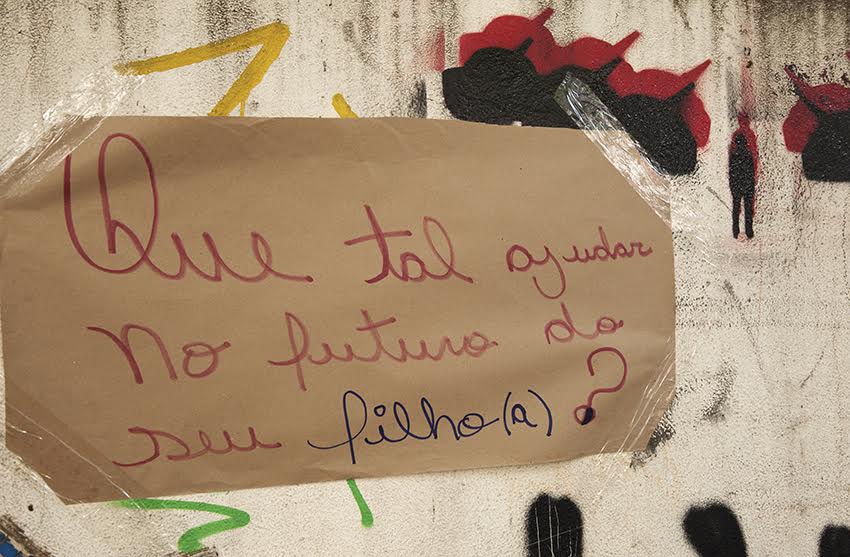 Que tal ajudar
no futuro do
seu filho(a)?